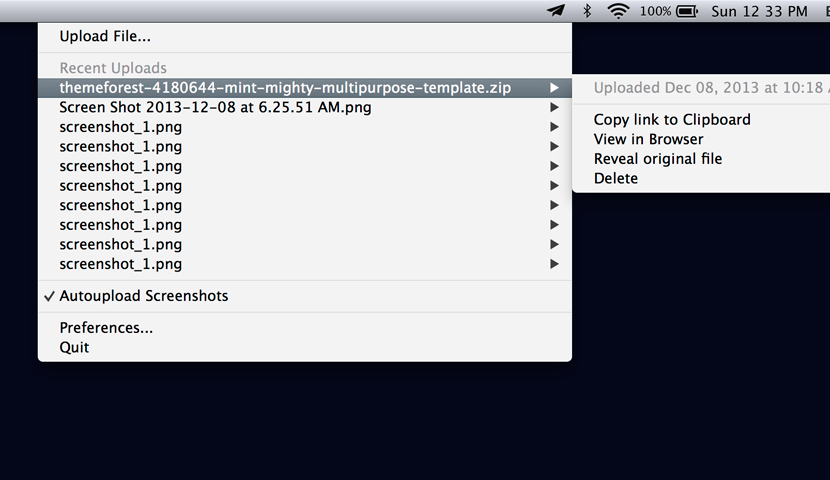 100% Sun 12 33 PM
Upload File...
Recent Uploads
themeforest-4180644-mint-mighty-multipurpose-template.zip
Uploaded Dec 08, 2013 at 10:18
Screen Shot 2013-12-08 at 6.25.51 AM.png
Copy link to Clipboard
screenshot_1.png
View in Browser
screenshot_1.png
Reveal original file
screenshot_1.png
Delete
screenshot_1.png
screenshot_1.png
screenshot_1.png
screenshot_1.png
screenshot_1.png
Autoupload Screenshots
Preferences...
Quit